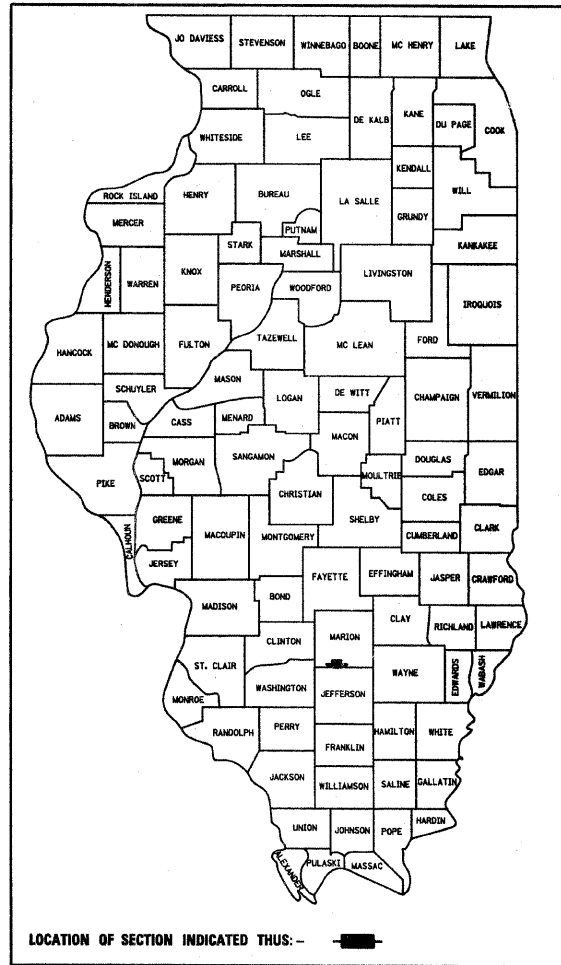 JO DAVIESS STEVENSON WINNEBAGO BOONE MC HENRY LAKE
CARROLL OGLE DE KALB KANE DU PAGE COOK
WHITESIDE LEE
KENDALL WILL
ROCK ISLAND HENRY BUREAU LA SALLE GRUNDY
MERCER PUTNAM
STARK MARSHALL KANKAKEE
HENDERSON WARREN KNOX PEORIA WOODFORD LIVINGSTON
IROQUOIS
HANCOCK MC DONOUGH FULTON TAZEWELL MC LEAN FORD
SCHUYLER MASON LOGAN DE WITT CHAMPAIGN VERMILION
ADAMS BROWN CASS MENARD MACON PIATT
PIKE SCOTT MORGAN SANGAMON MOULTRIE DOUGLAS EDGAR
CHRISTIAN COLES
CALHOUN GREENE MACOUPIN MONTGOMERY SHELBY CUMBERLAND CLARK
JERSEY FAYETTE EFFINGHAM JASPER CRAWFORD
MADISON BOND CLAY RICHLAND LAWRENCE
CLINTON MARION
ST. CLAIR WAYNE EDWARDS WABASH
MONROE WASHINGTON JEFFERSON
RANDOLPH PERRY HAMILTON WHITE
FRANKLIN
JACKSON WILLIAMSON SALINE GALLATIN
UNION JOHNSON POPE HARDIN
ALEXANDER PULASKI MASSAC
LOCATION OF SECTION INDICATED THUS: -